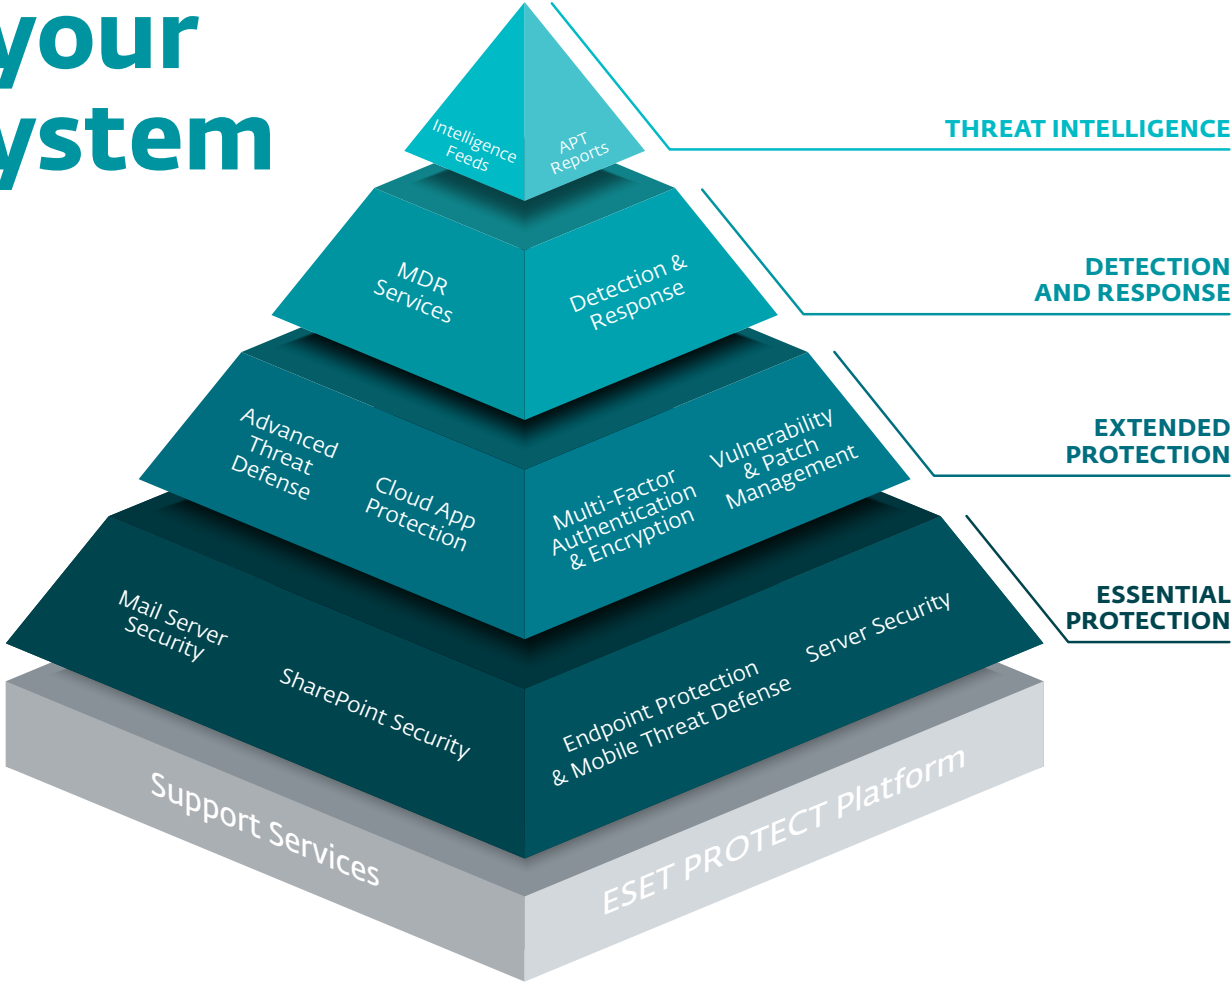 your
ystem
Intelligence
Feeds
APT
Reports
THREAT INTELLIGENCE
MDR
Services
Detection &
Response
DETECTION
AND RESPONSE
Advanced
Threat
Defense
Cloud App
Protection
Multi-Factor
Authentication
& Encryption
Vulnerability
& Patch
Management
EXTENDED
PROTECTION
Mail Server
Security
SharePoint Security
Endpoint Protection
& Mobile Threat Defense
Server Security
ESSENTIAL
PROTECTION
Support Services
ESET PROTECT Platform